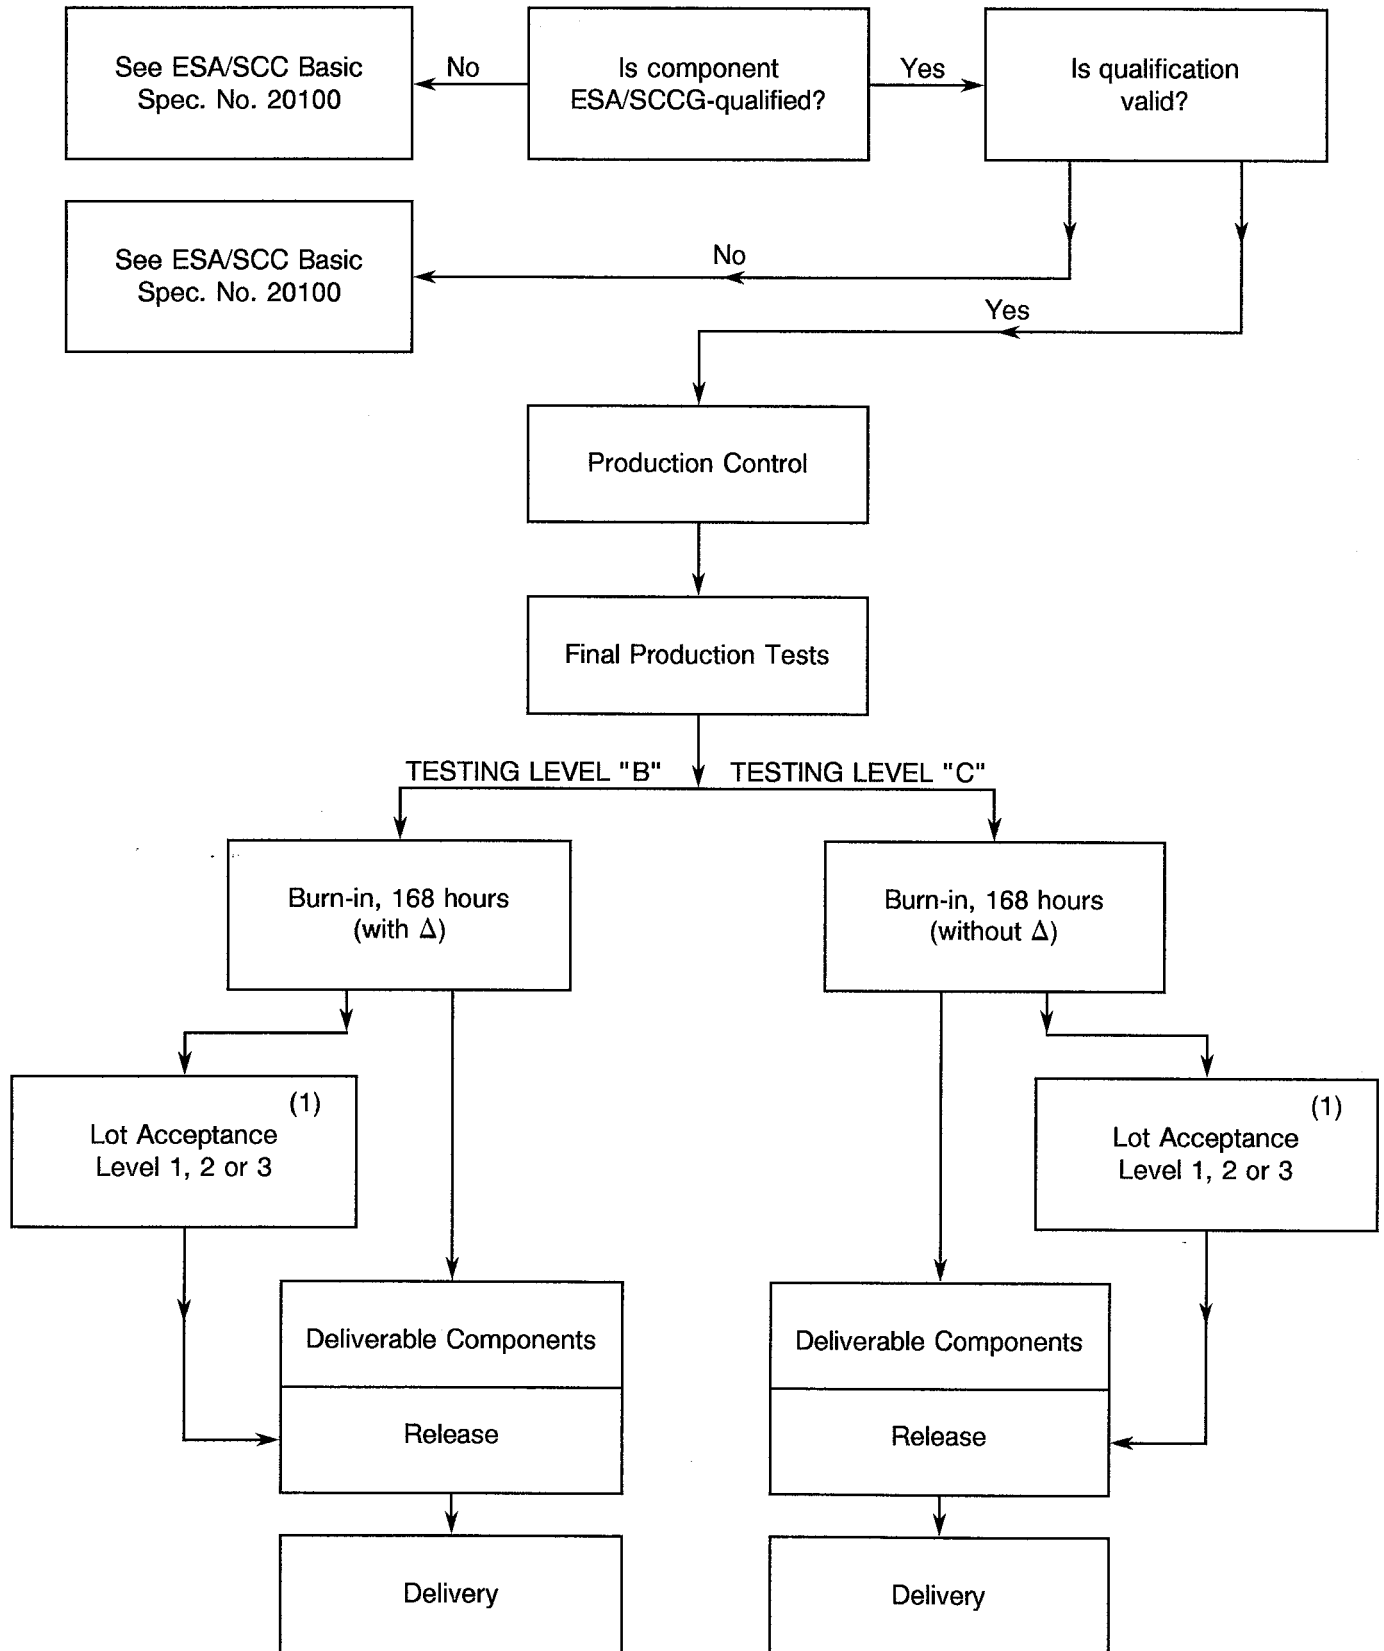 See ESA/SCC Basic
Spec. No. 20100
No
Is component
ESA/SCCG-qualified?
Yes
Is qualification
valid?
See ESA/SCC Basic
Spec. No. 20100
No
Yes
Production Control
Final Production Tests
TESTING LEVEL "B"
TESTING LEVEL "C"
Burn-in, 168 hours
(with Δ)
Burn-in, 168 hours
(without Δ)
(1)
Lot Acceptance
Level 1, 2 or 3
(1)
Lot Acceptance
Level 1, 2 or 3
Deliverable Components
Release
Deliverable Components
Release
Delivery
Delivery